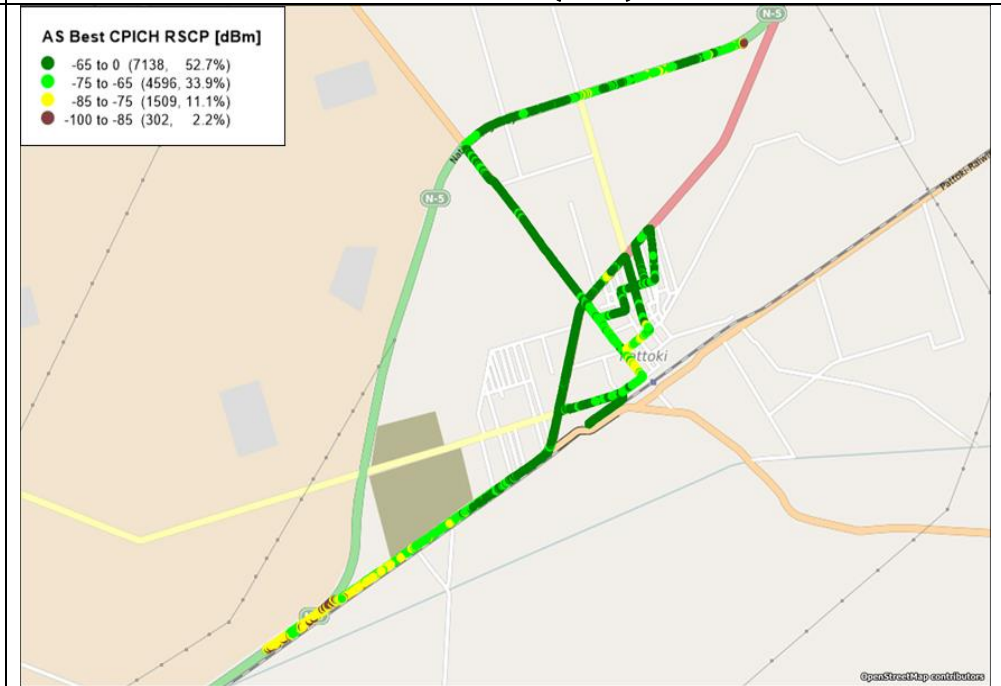 AS Best CPICH RSCP [dBm]
-65 to 0 (7138, 52.7%)
-75 to -65 (4596, 33.9%)
-85 to -75 (1509, 11.1%)
-100 to -85 (302, 2.2%)
N-5
N-5
Pattoki
OpenStreetMap contributors